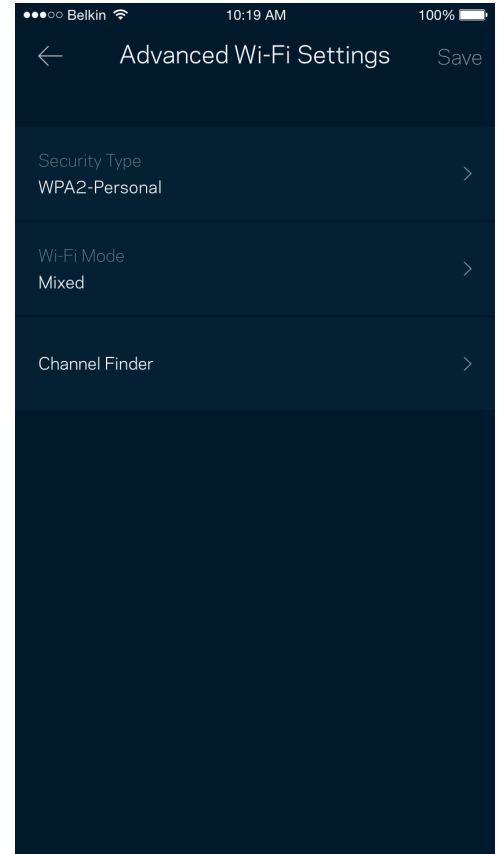 Belkin 10:19 AM 100%
Advanced Wi-Fi Settings Save
Security Type
WPA2-Personal
Wi-Fi Mode
Mixed
Channel Finder